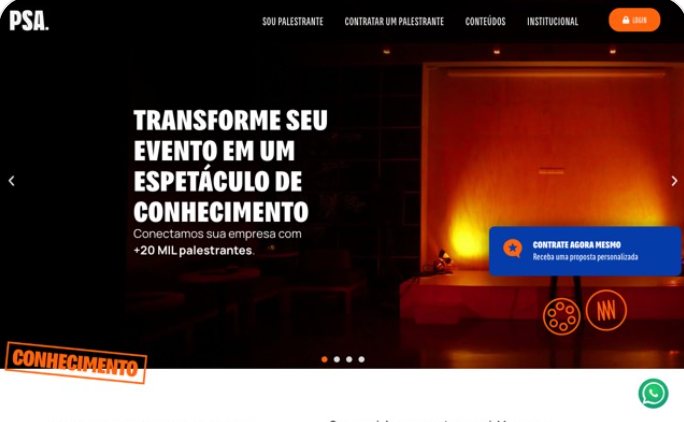 PSA.
SOU PALESTRANTE
CONTRATAR UM PALESTRANTE
CONTEÚDOS
INSTITUCIONAL
LOGIN
TRANSFORME SEU
EVENTO EM UM
ESPETÁCULO DE
CONHECIMENTO
Conectamos sua empresa com
+20 MIL palestrantes.
CONTRATE AGORA MESMO
Receba uma proposta personalizada
CONHECIMENTO